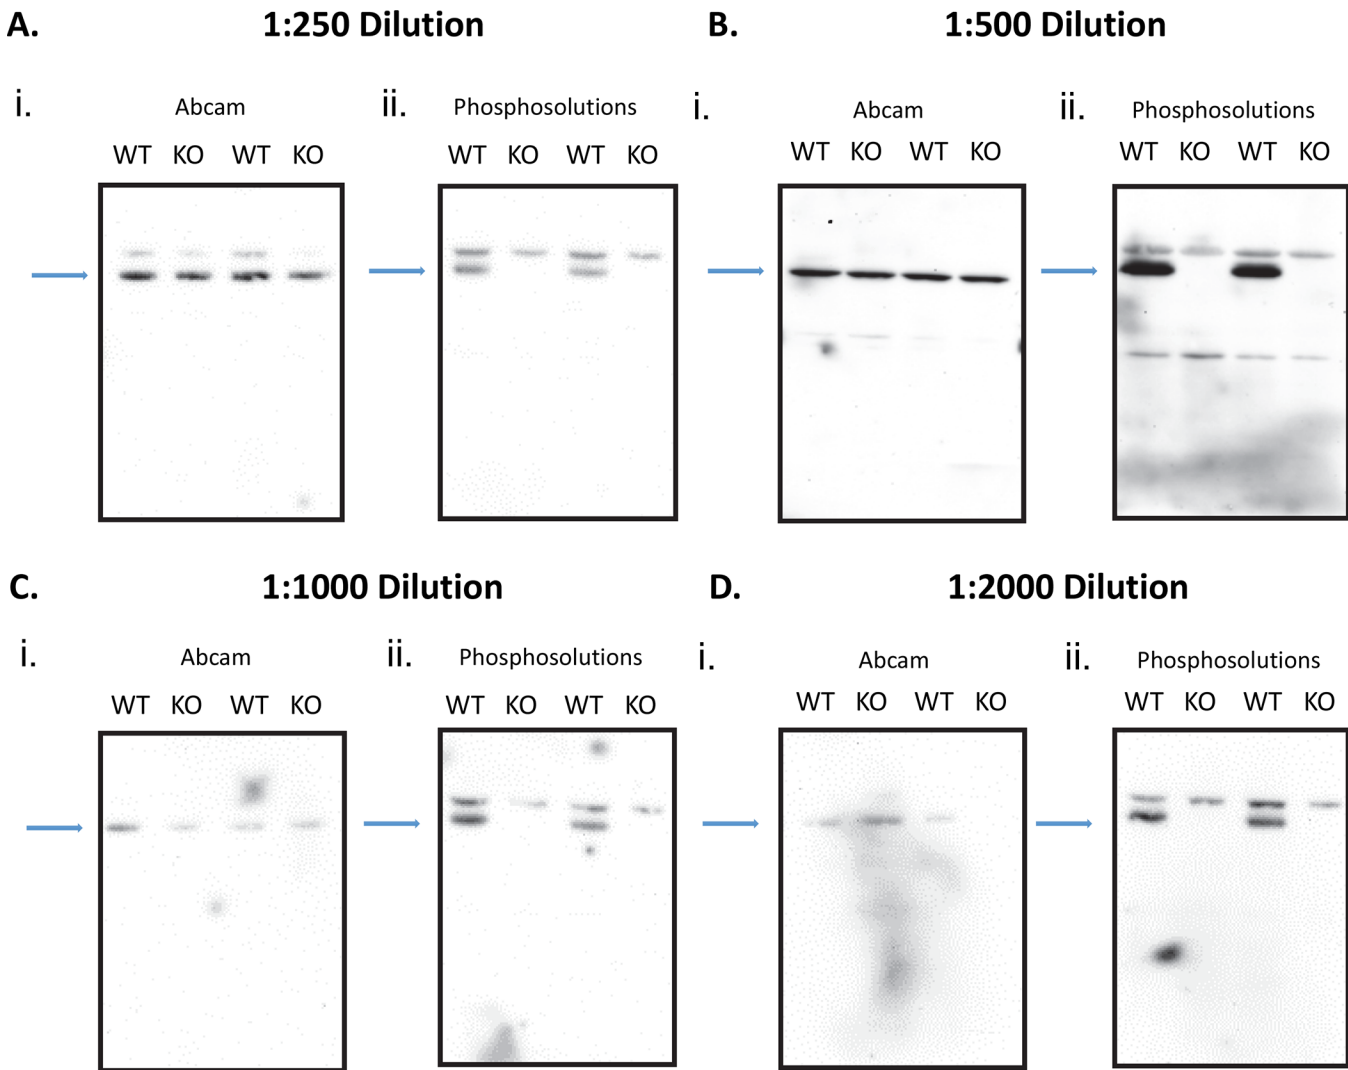 A. 1:250 Dilution B. 1:500 Dilution
i. Abcam ii. Phosphosolutions i. Abcam ii. Phosphosolutions
WT KO WT KO WT KO WT KO WT KO WT KO WT KO WT KO
C. 1:1000 Dilution D. 1:2000 Dilution
i. Abcam ii. Phosphosolutions i. Abcam ii. Phosphosolutions
WT KO WT KO WT KO WT KO WT KO WT KO WT KO WT KO